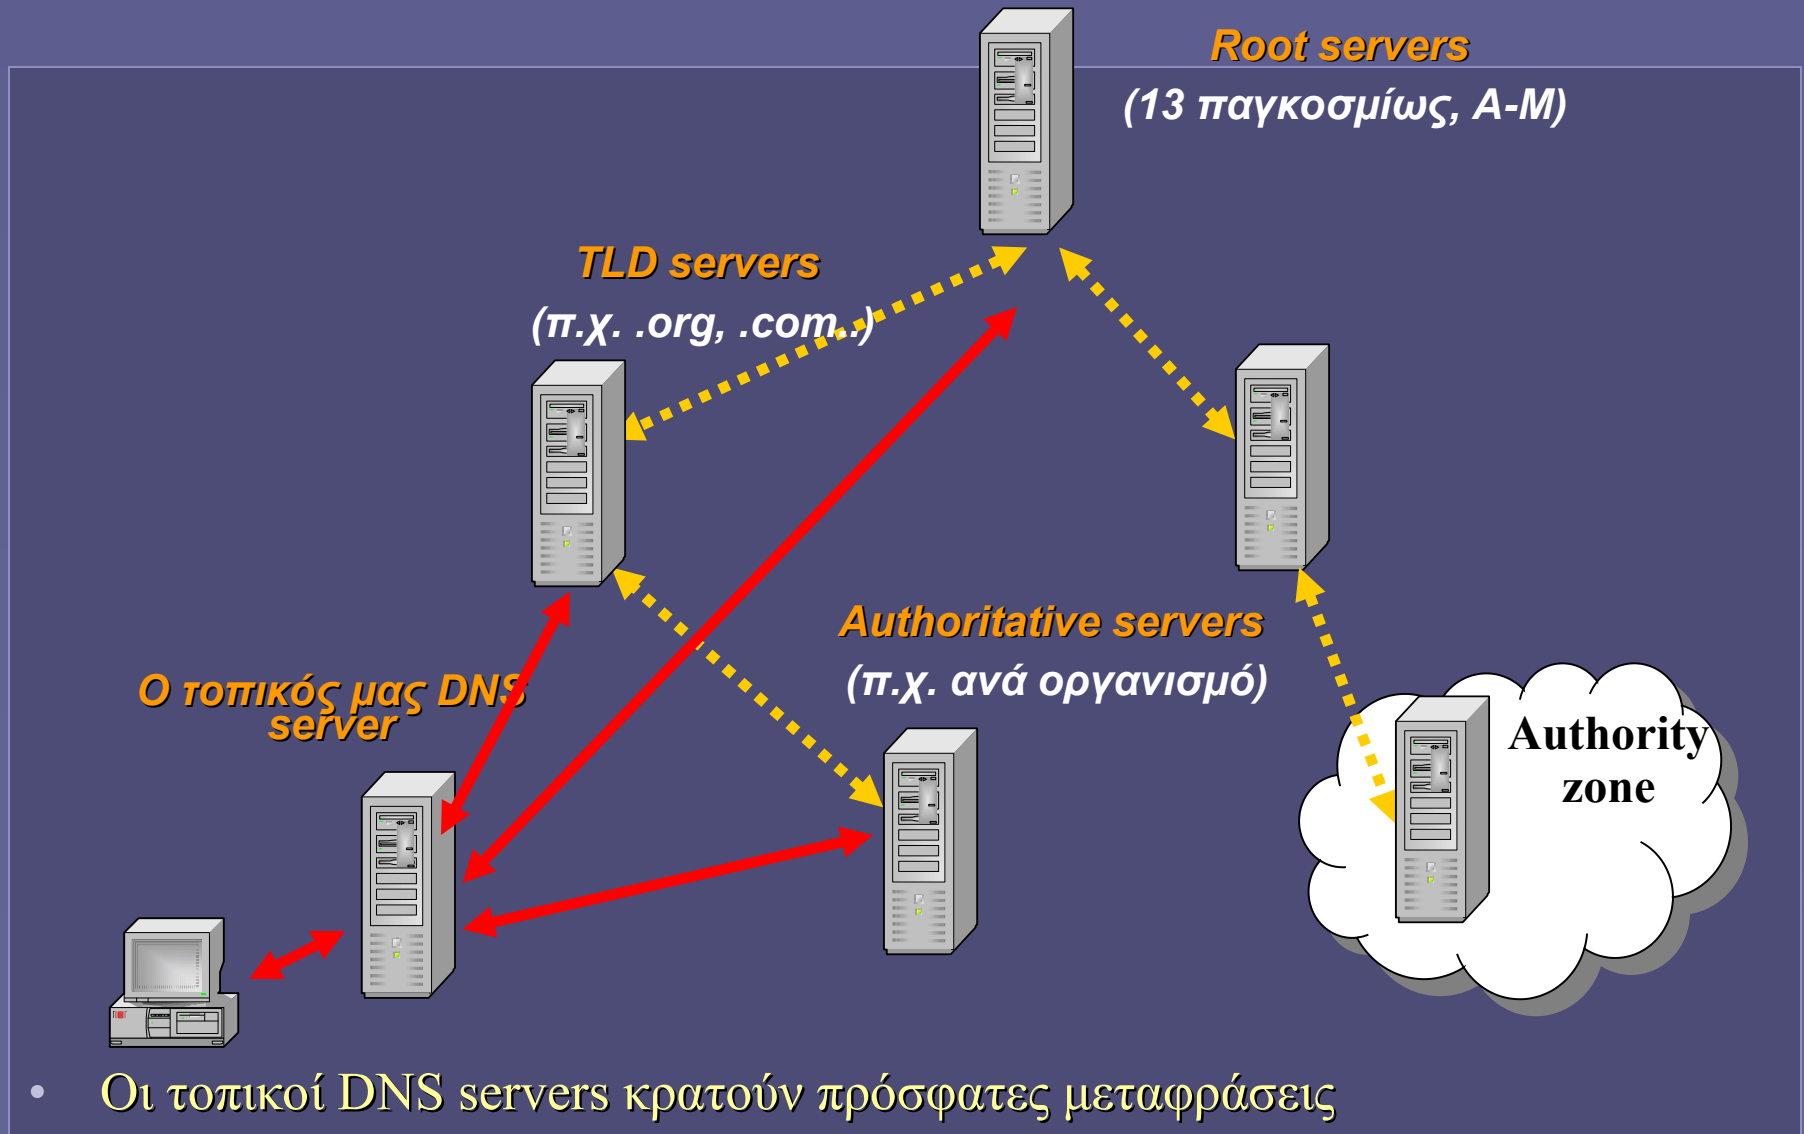 Root servers
(13 παγκοσμίως, A-M)
TLD servers
(π.χ. .org, .com..)
Authoritative servers
(π.χ. ανά οργανισμό)
Ο τοπικός μας DNS
server
Authority
zone
• Οι τοπικοί DNS servers κρατούν πρόσφατες μεταφράσεις